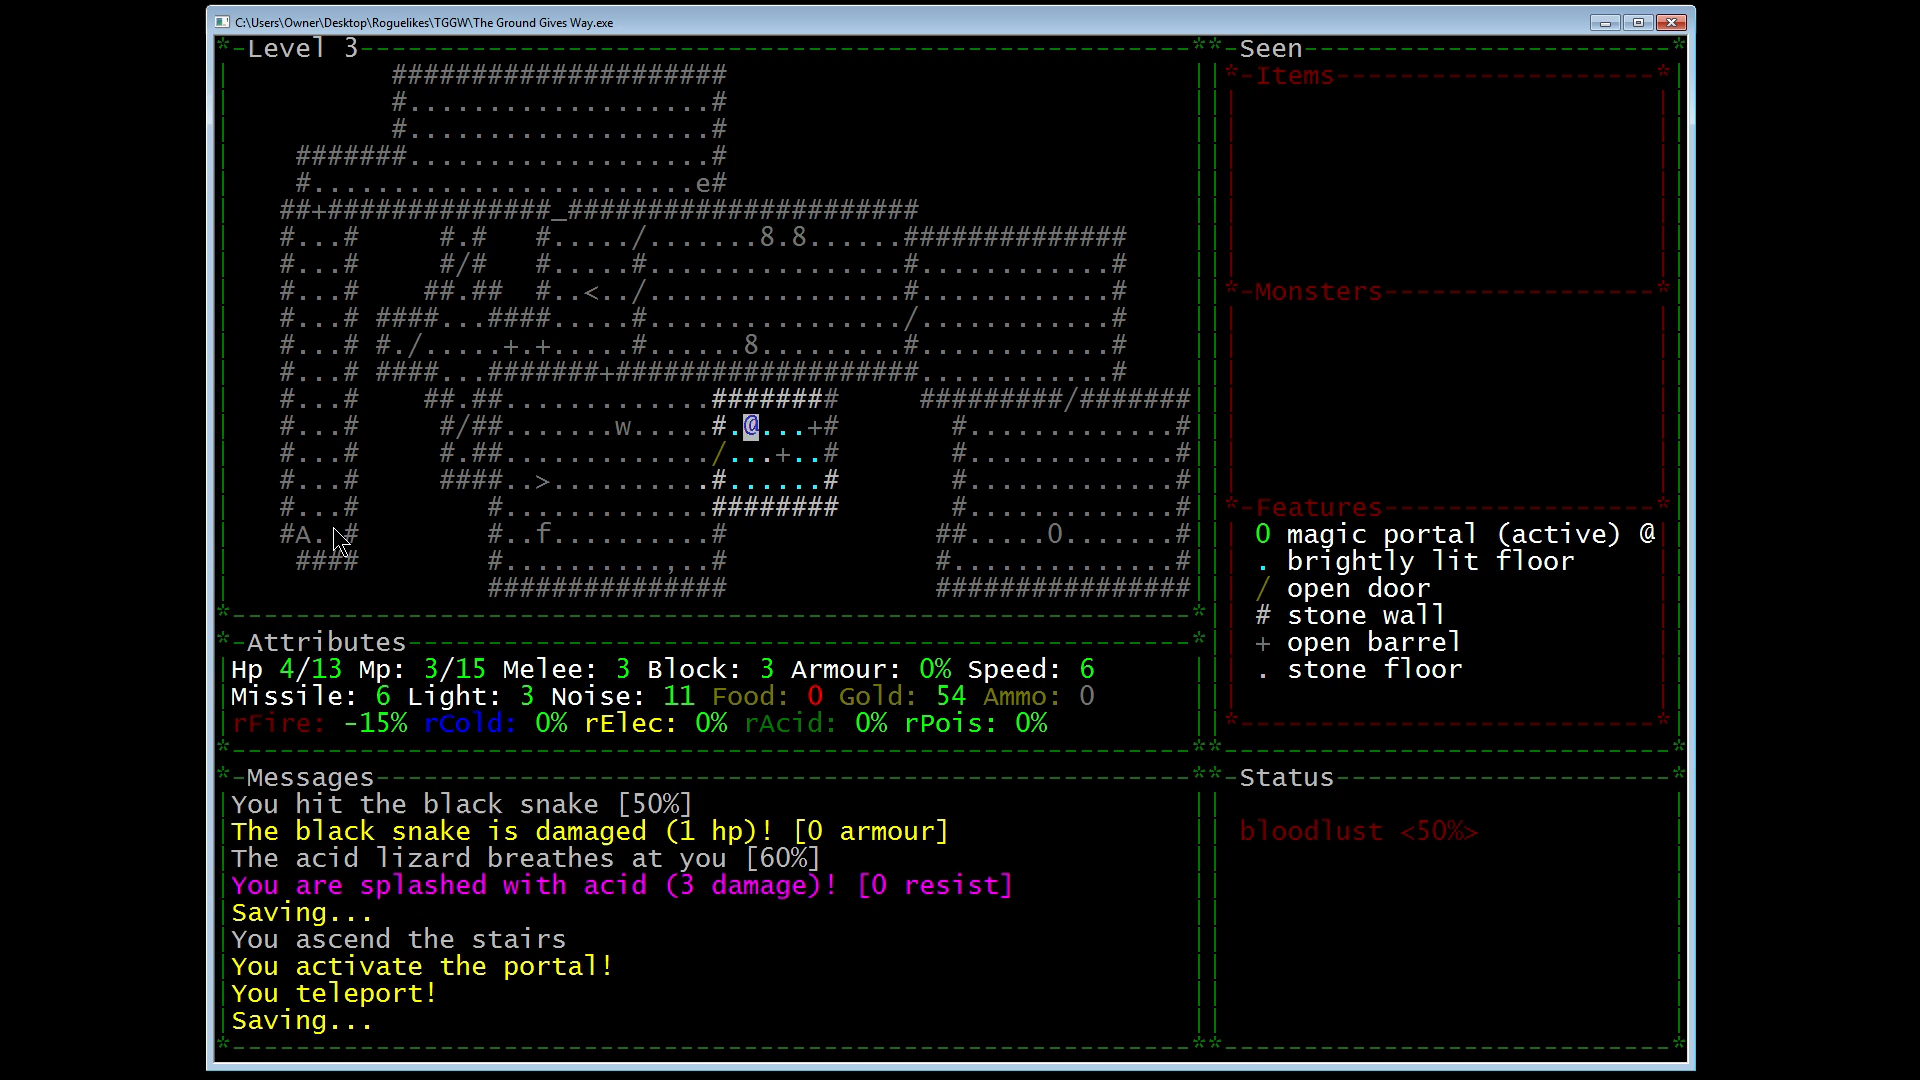 C:\Users\Owner\Desktop\Roguelikes\TGGW\The Ground Gives Way.exe
Level 3
Seen
Items
#####################
#...................#
#...................#
#######...................#
#........................e#
##+##############_######################
#...#     #.#   #...../.......8.8......##############
#...#     #/#   #.....#................#............#
#...#    ##.##  #..<../................#............#
#...# ####...####.....#................/............#
#...# #./.....+.+.....#......8.........#............#
#...# ####...#######+###################............#
#...#    ##.##.............########     #########/#######
#...#     #/##.......w.....#.@...+#       #.............#
#...#     #.##............./...+..#       #.............#
#...#     ####..>..........#......#       #.............#
#...#        #.............########       #.............#
#A..#        #..f..........#             ##......O......#
####         #..........,..#             #..............#
###############             ################
Monsters
Features
O magic portal (active) @
. brightly lit floor
/ open door
# stone wall
+ open barrel
. stone floor
Attributes
Hp 4/13 Mp: 3/15 Melee: 3 Block: 3 Armour: 0% Speed: 6
Missile: 6 Light: 3 Noise: 11 Food: 0 Gold: 54 Ammo: 0
rFire: -15% rCold: 0% rElec: 0% rAcid: 0% rPois: 0%
Messages
You hit the black snake [50%]
The black snake is damaged (1 hp)! [0 armour]
The acid lizard breathes at you [60%]
You are splashed with acid (3 damage)! [0 resist]
Saving...
You ascend the stairs
You activate the portal!
You teleport!
Saving...
Status
bloodlust <50%>